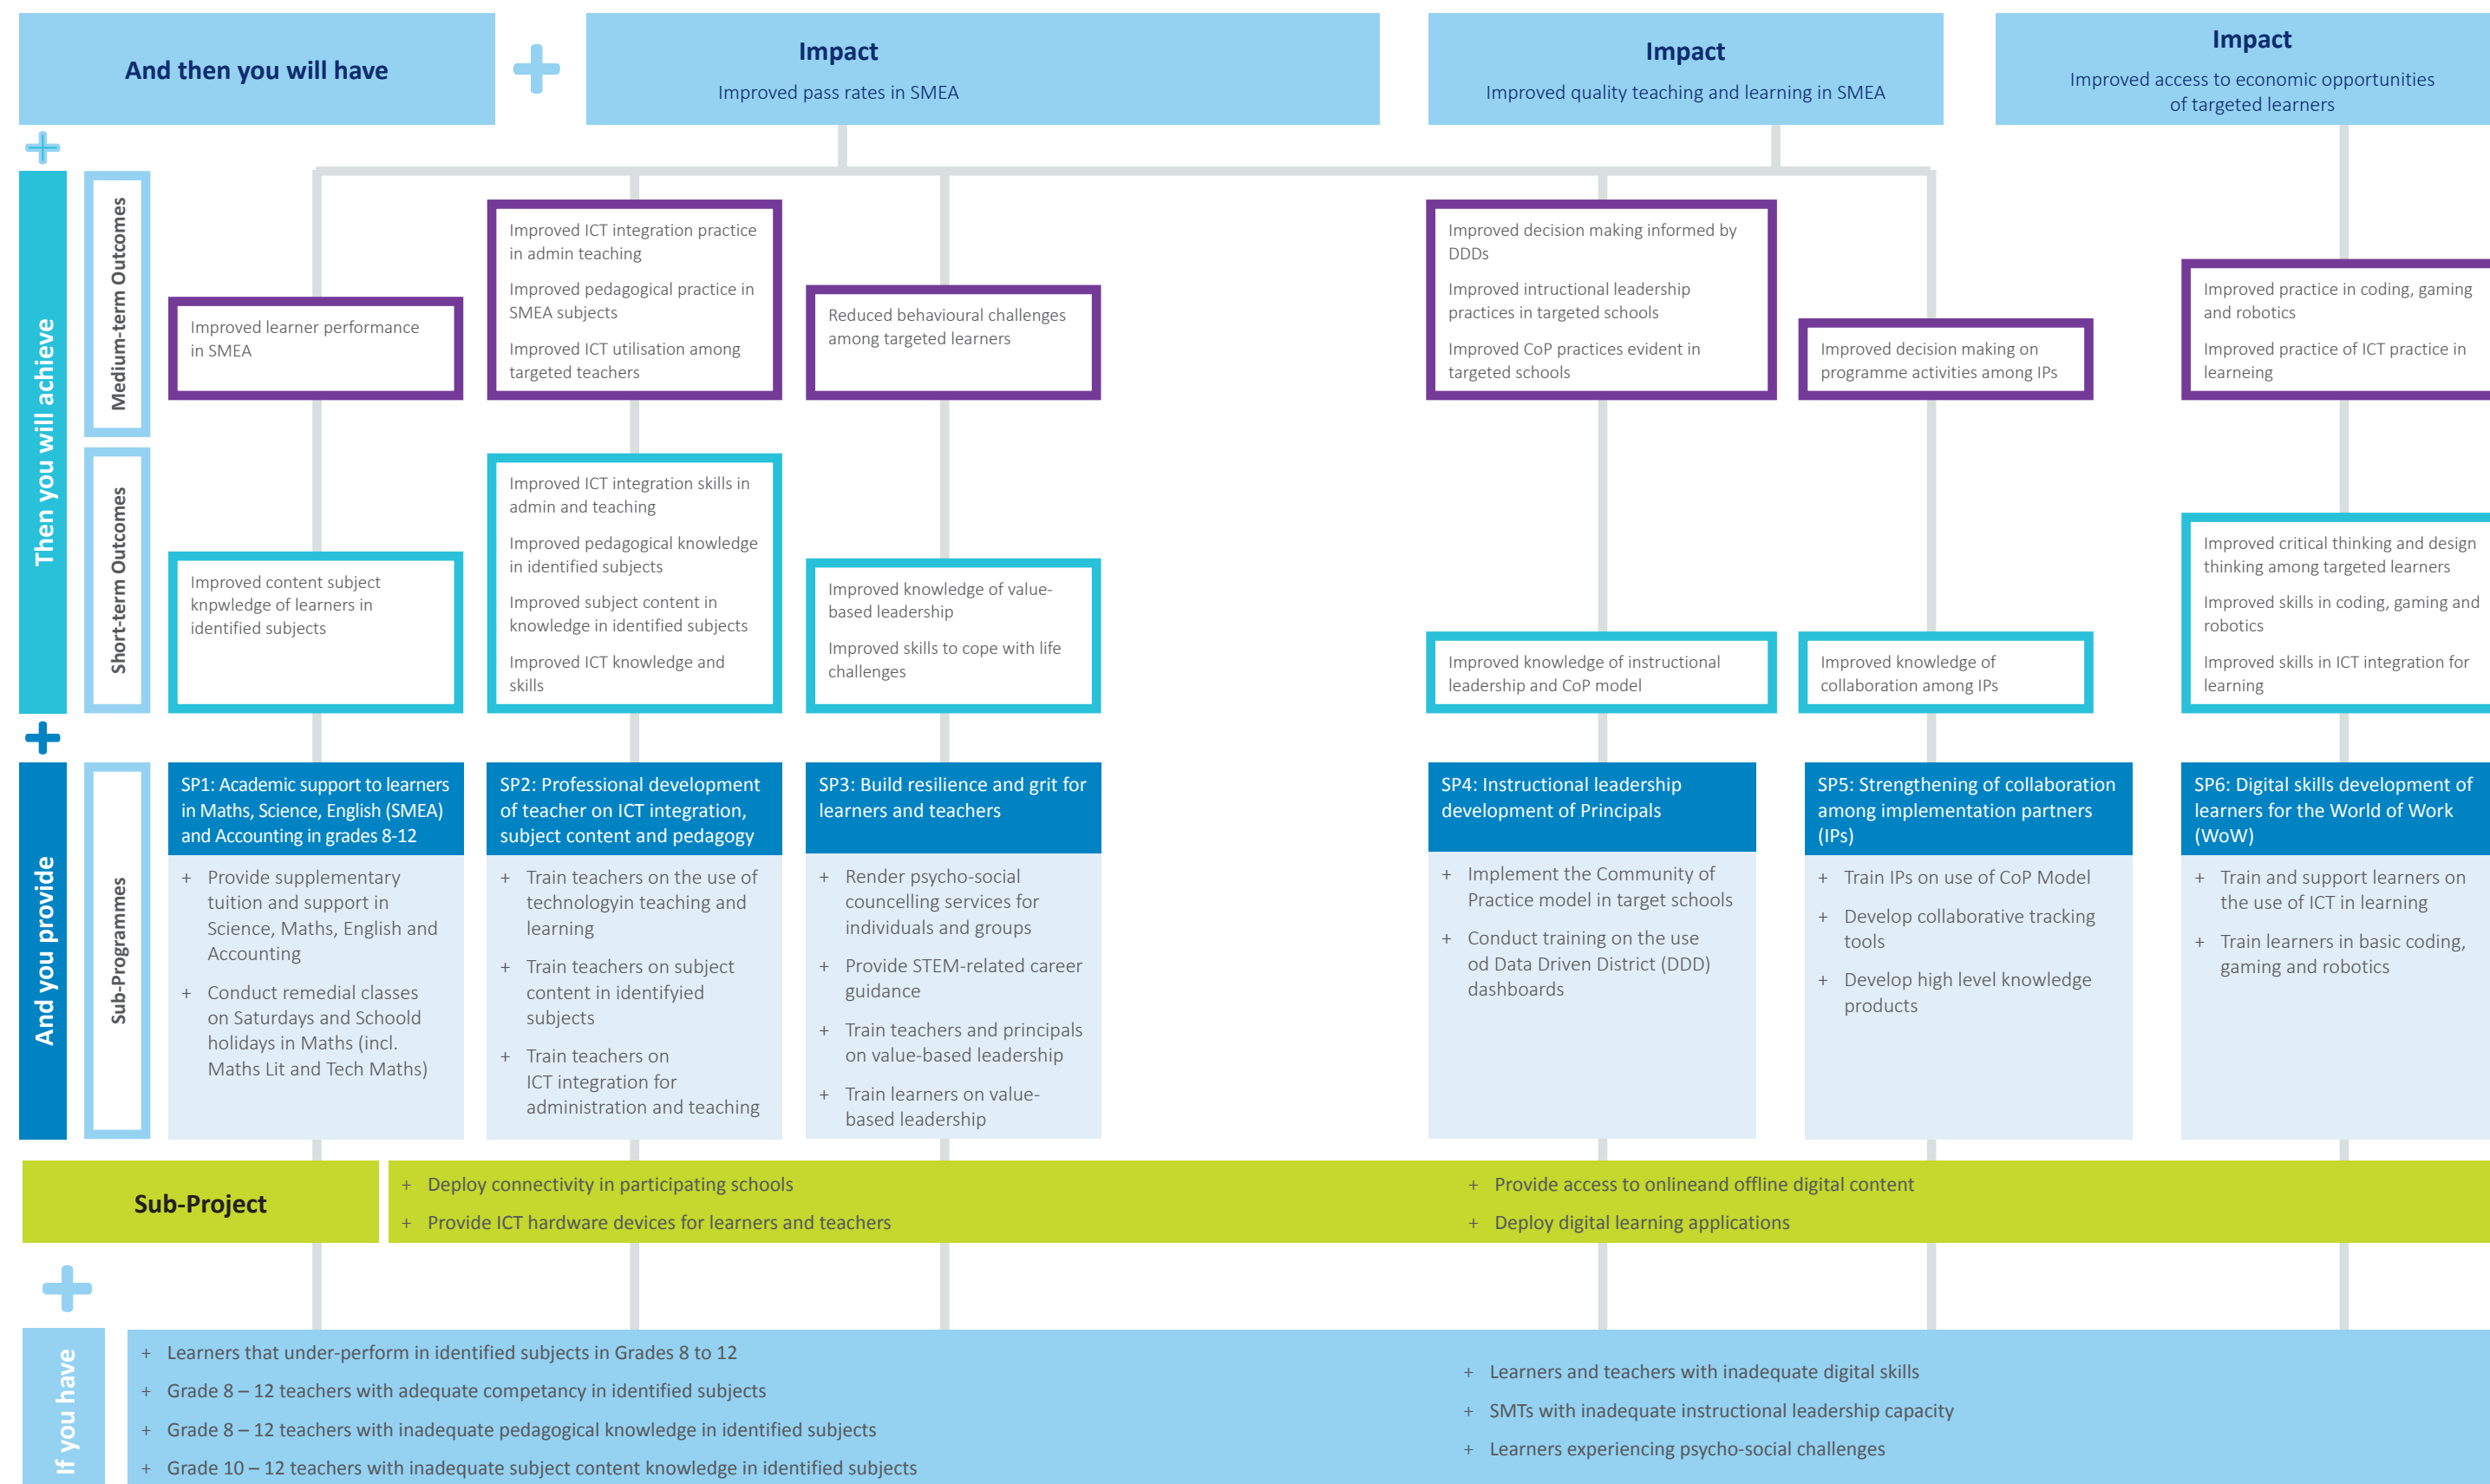 And then you will have
Impact
Improved pass rates in SMEA
Impact
Improved quality teaching and learning in SMEA
Impact
Improved access to economic opportunities
of targeted learners
Then you will achieve
Medium-term Outcomes
Improved learner performance
in SMEA
Improved ICT integration practice
in admin teaching
Improved pedagogical practice in
SMEA subjects
Improved ICT utilisation among
targeted teachers
Reduced behavioural challenges
among targeted learners
Improved decision making informed by
DDDs
Improved intructional leadership
practices in targeted schools
Improved CoP practices evident in
targeted schools
Improved decision making on
programme activities among IPs
Improved practice in coding, gaming
and robotics
Improved practice of ICT practice in
learneing
Short-term Outcomes
Improved content subject
knpwledge of learners in
identified subjects
Improved ICT integration skills in
admin and teaching
Improved pedagogical knowledge
in identified subjects
Improved subject content in
knowledge in identified subjects
Improved ICT knowledge and
skills
Improved knowledge of value-
based leadership
Improved skills to cope with life
challenges
Improved knowledge of instructional
leadership and CoP model
Improved knowledge of
collaboration among IPs
Improved critical thinking and design
thinking among targeted learners
Improved skills in coding, gaming and
robotics
Improved skills in ICT integration for
learning
And you provide
Sub-Programmes
SP1: Academic support to learners
in Maths, Science, English (SMEA)
and Accounting in grades 8-12
+ Provide supplementary
tuition and support in
Science, Maths, English and
Accounting
+ Conduct remedial classes
on Saturdays and Schoold
holidays in Maths (incl.
Maths Lit and Tech Maths)
SP2: Professional development
of teacher on ICT integration,
subject content and pedagogy
+ Train teachers on the use of
technologyin teaching and
learning
+ Train teachers on subject
content in identifyied
subjects
+ Train teachers on
ICT integration for
administration and teaching
SP3: Build resilience and grit for
learners and teachers
+ Render psycho-social
councelling services for
individuals and groups
+ Provide STEM-related career
guidance
+ Train teachers and principals
on value-based leadership
+ Train learners on value-
based leadership
SP4: Instructional leadership
development of Principals
+ Implement the Community of
Practice model in target schools
+ Conduct training on the use
od Data Driven District (DDD)
dashboards
SP5: Strengthening of collaboration
among implementation partners
(IPs)
+ Train IPs on use of CoP Model
+ Develop collaborative tracking
tools
+ Develop high level knowledge
products
SP6: Digital skills development of
learners for the World of Work
(WoW)
+ Train and support learners on
the use of ICT in learning
+ Train learners in basic coding,
gaming and robotics
Sub-Project
+ Deploy connectivity in participating schools
+ Provide ICT hardware devices for learners and teachers
+ Provide access to onlineand offline digital content
+ Deploy digital learning applications
If you have
+ Learners that under-perform in identified subjects in Grades 8 to 12
+ Grade 8 – 12 teachers with adequate competancy in identified subjects
+ Grade 8 – 12 teachers with inadequate pedagogical knowledge in identified subjects
+ Grade 10 – 12 teachers with inadequate subject content knowledge in identified subjects
+ Learners and teachers with inadequate digital skills
+ SMTs with inadequate instructional leadership capacity
+ Learners experiencing psycho-social challenges